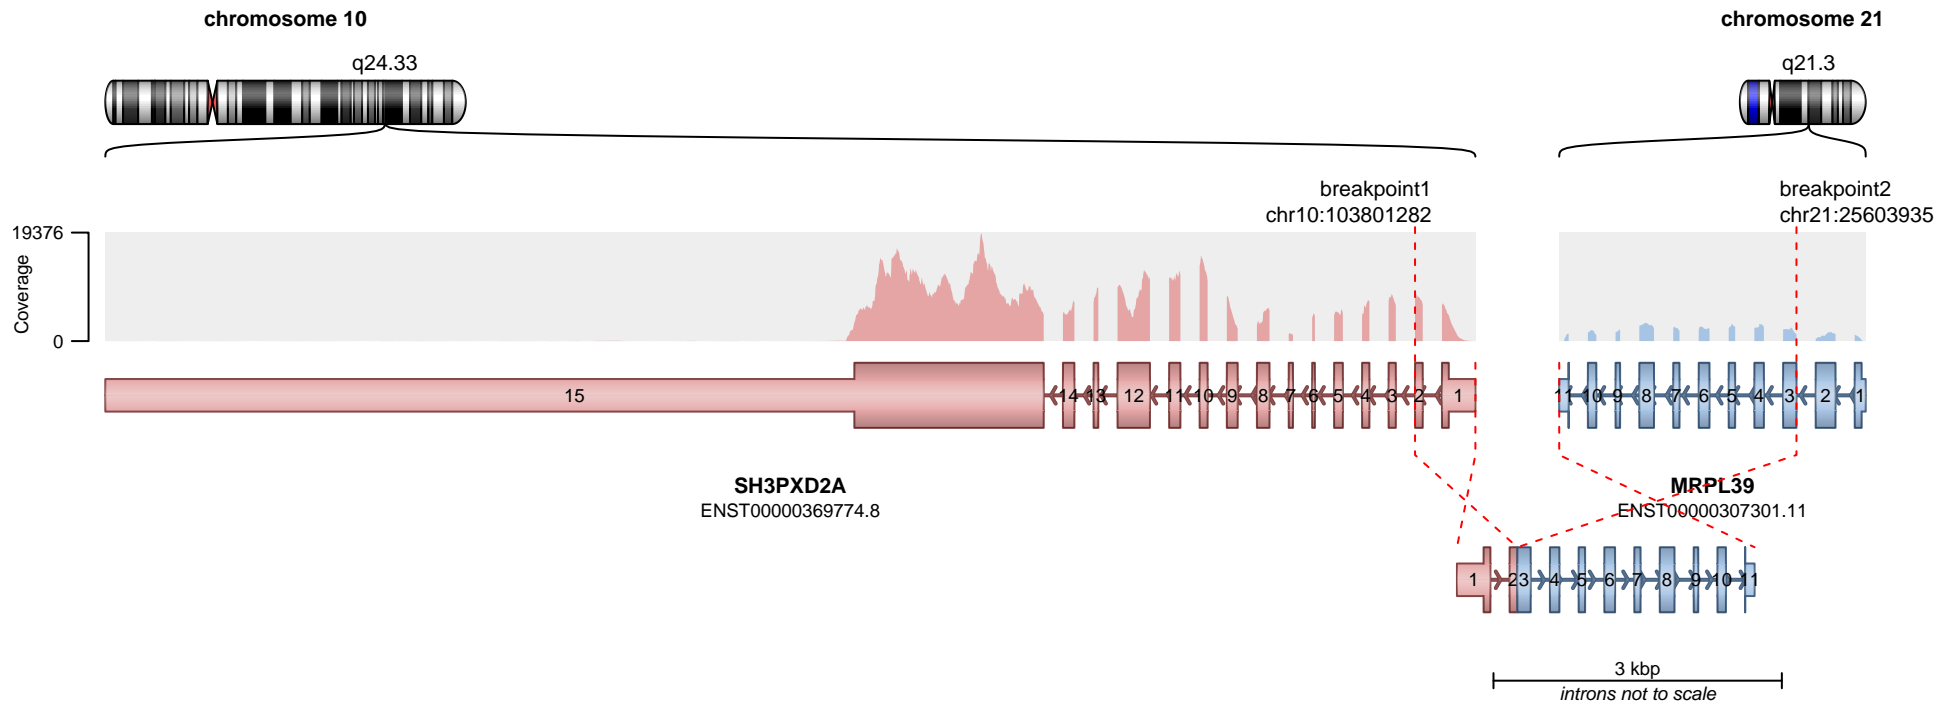 chromosome 10
chromosome 21
q24.33
q21.3
breakpoint1
chr10:103801282
breakpoint2
chr21:25603935
19376
Coverage
0
15 14 13 12 11 10 9 8 7 6 5 4 3 2 1
11 10 9 8 7 6 5 4 3 2 1
SH3PXD2A
ENST00000369774.8
MRPL39
ENST00000307301.11
1 2 3 4 5 6 7 8 9 10 11
3 kbp
introns not to scale